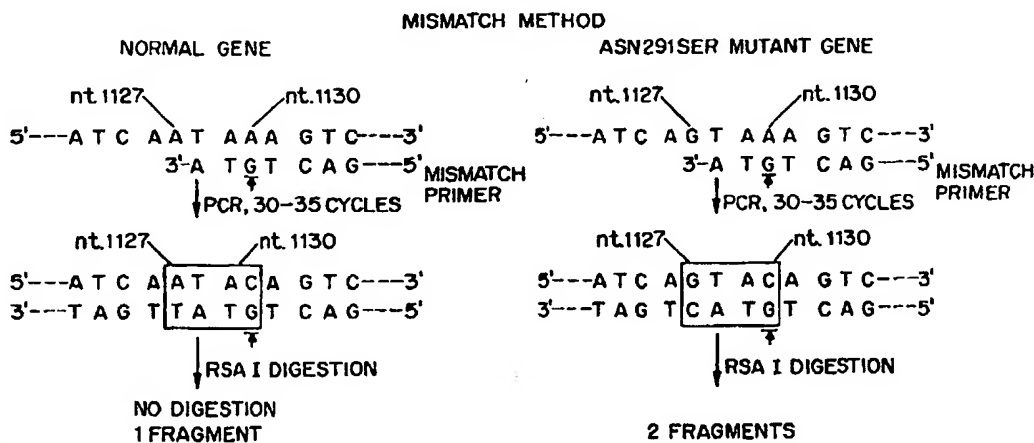 MISMATCH METHOD
NORMAL GENE
nt.1127 nt.1130
5'---A T C A A T A A A G T C----3'
3'-A T G T C A G----5' MISMATCH PRIMER
PCR, 30-35 CYCLES
nt.1127 nt.1130
5'---A T C A A T A C A G T C---3'
3'---T A G T T A T G T C A G----5'
RSA I DIGESTION
NO DIGESTION
1 FRAGMENT
ASN291SER MUTANT GENE
nt.1127 nt.1130
5'---A T C A G T A A A G T C----3'
3'-A T G T C A G----5' MISMATCH PRIMER
PCR, 30-35 CYCLES
nt.1127 nt.1130
5'---A T C A G T A C A G T C---3'
3'---T A G T C A T G T C A G----5'
RSA I DIGESTION
2 FRAGMENTS